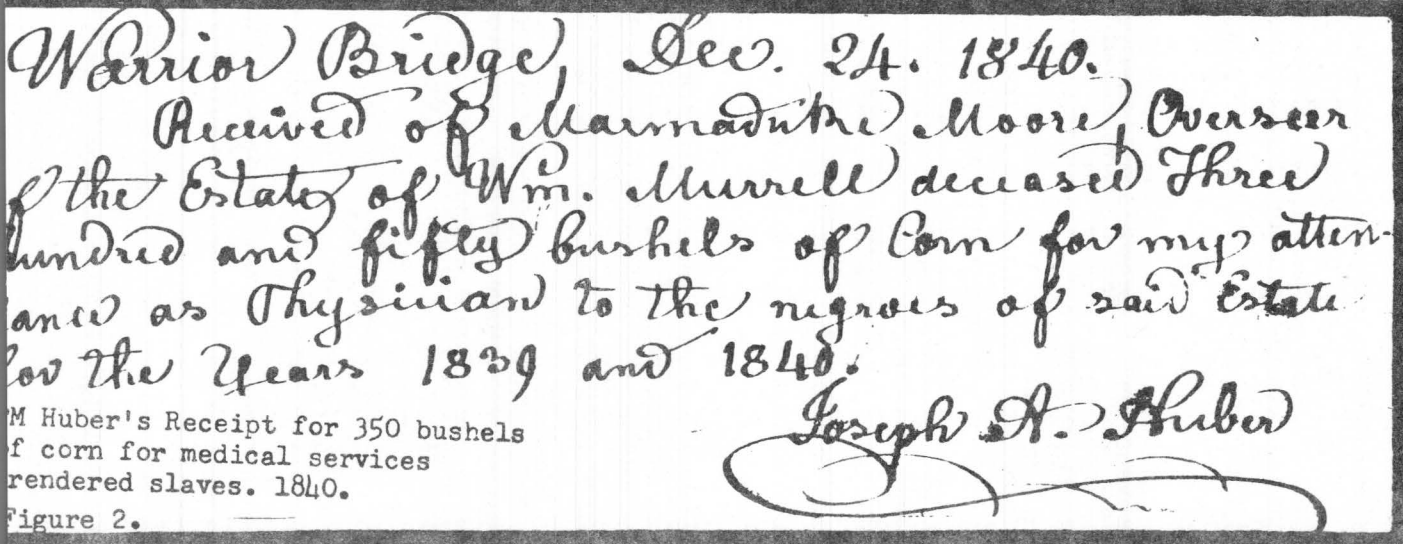 Warrior Bridge, Dec. 24. 1840.
Received of Marmaduke Moore, Overseer
f the Estate of Wm. Murrell deceased Three
undred and fifty bushels of Corn for my atten-
ance as Physician to the negroes of said Estate
for the Years 1839 and 1840.
Joseph A. Huber
PM Huber's Receipt for 350 bushels
of corn for medical services
rendered slaves. 1840.
Figure 2.